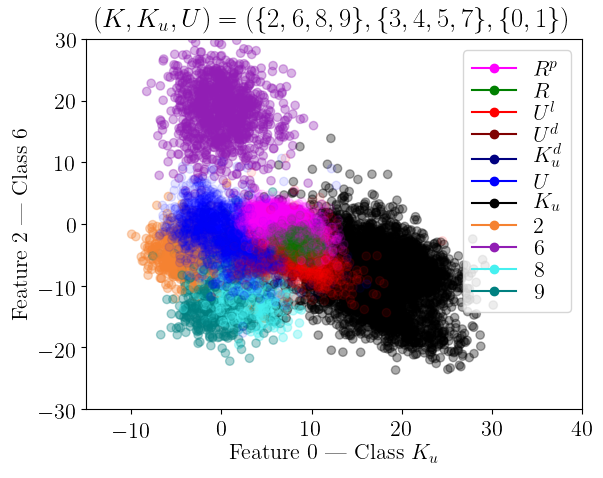 (K, K_u, U) = ({2, 6, 8, 9}, {3, 4, 5, 7}, {0, 1})
Feature 2 — Class 6
30
20
10
0
−10
−20
−30
−10
0
10
20
30
40
Feature 0 — Class K_u
R^p
R
U^l
U^d
K_u^d
U
K_u
2
6
8
9